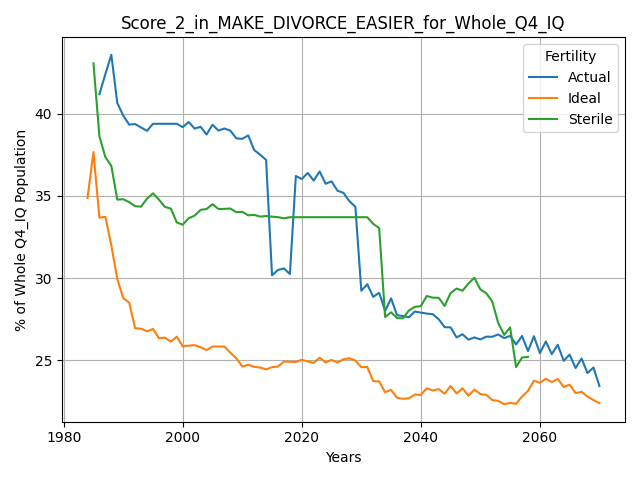 Score_2_in_MAKE_DIVORCE_EASIER_for_Whole_Q4_IQ
Fertility
Actual
Ideal
Sterile
% of Whole Q4_IQ Population
40
35
30
25
1980
2000
2020
2040
2060
Years